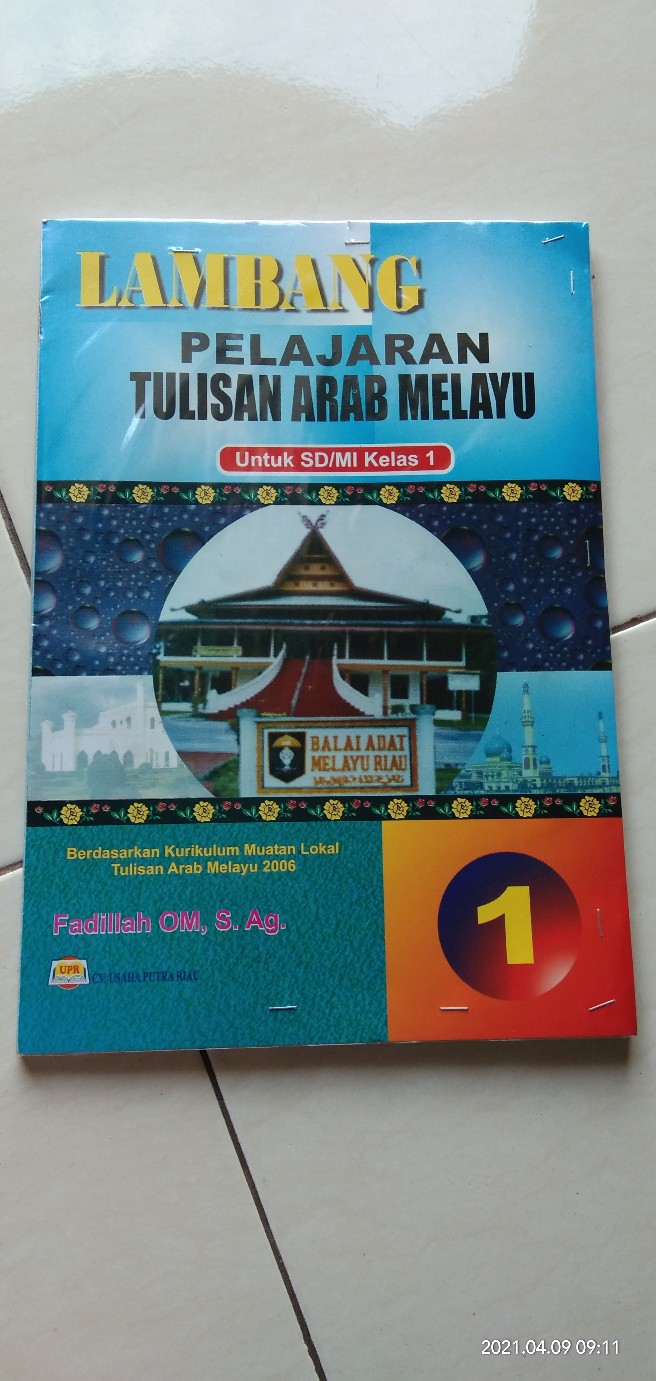 LAMBANG
PELAJARAN
TULISAN ARAB MELAYU
Untuk SD/MI Kelas 1
BALAI ADAT
MELAYU RIAU
Berdasarkan Kurikulum Muatan Lokal
Tulisan Arab Melayu 2006
1
Fadillah OM, S. Ag.
UPR
CV. USAHA PUTRA RIAU
2021.04.09 09:11